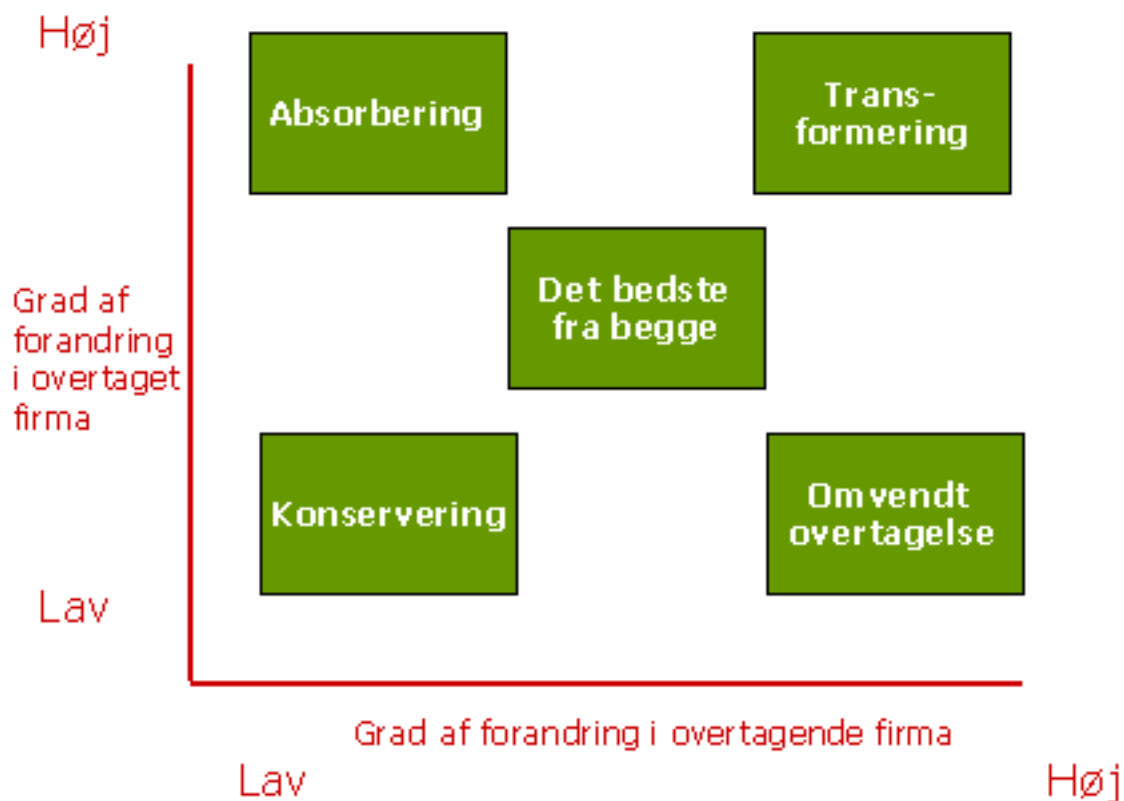 Høj
Absorbering
Trans-
formering
Det bedste
fra begge
Grad af
forandring
i overtaget
firma
Konservering
Omvendt
overtagelse
Lav
Grad af forandring i overtagende firma
Lav
Høj